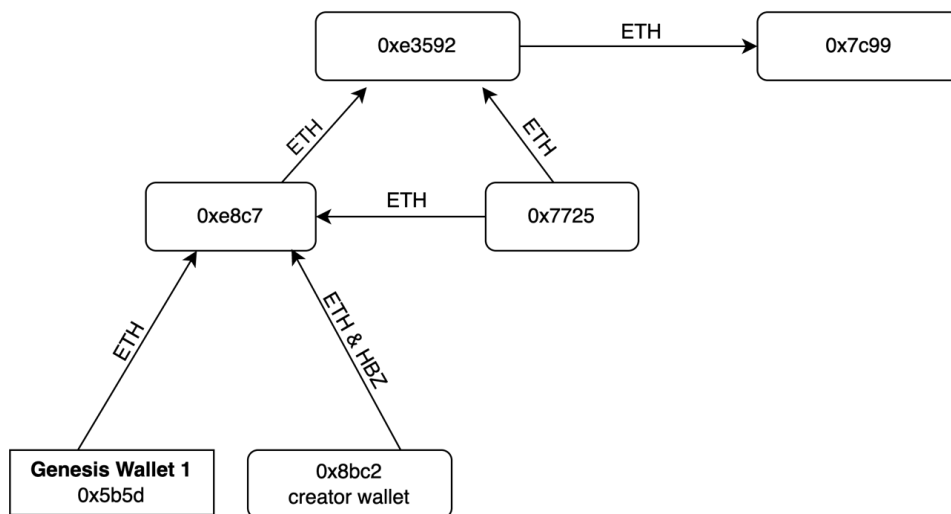 0xe3592
ETH
0x7c99
ETH
ETH
0xe8c7
ETH
0x7725
ETH
ETH & HBZ
Genesis Wallet 1
0x5b5d
0x8bc2
creator wallet